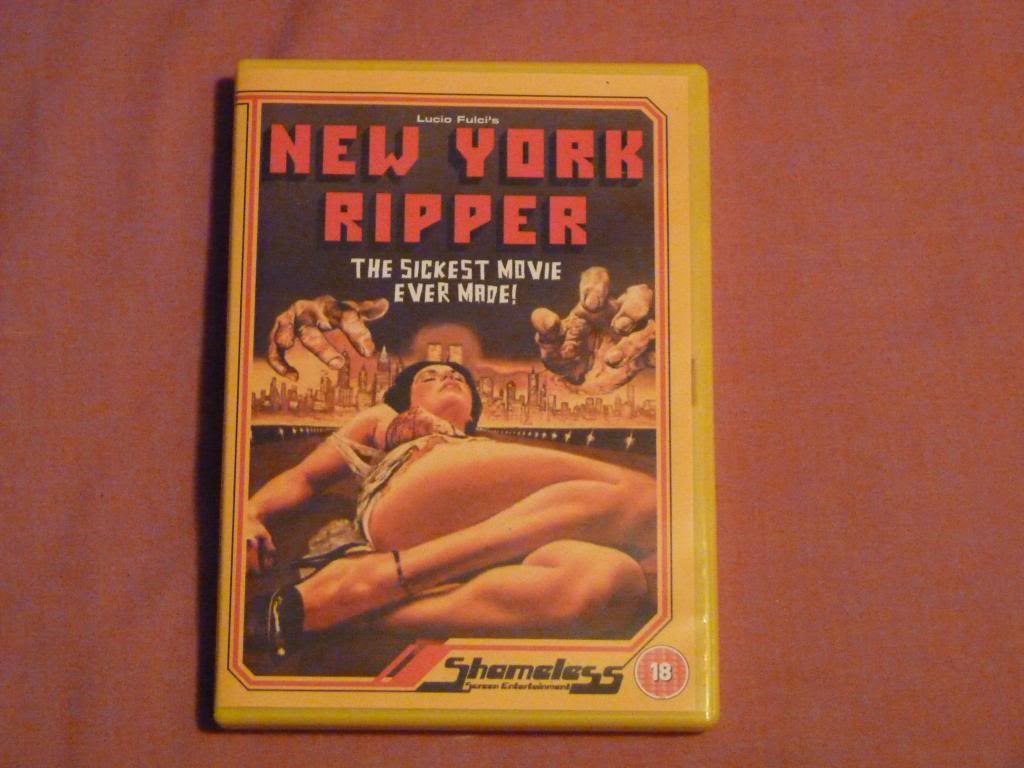 Lucio Fulci's
NEW YORK
RIPPER
THE SICKEST MOVIE
EVER MADE!
Shameless
Screen Entertainment
18